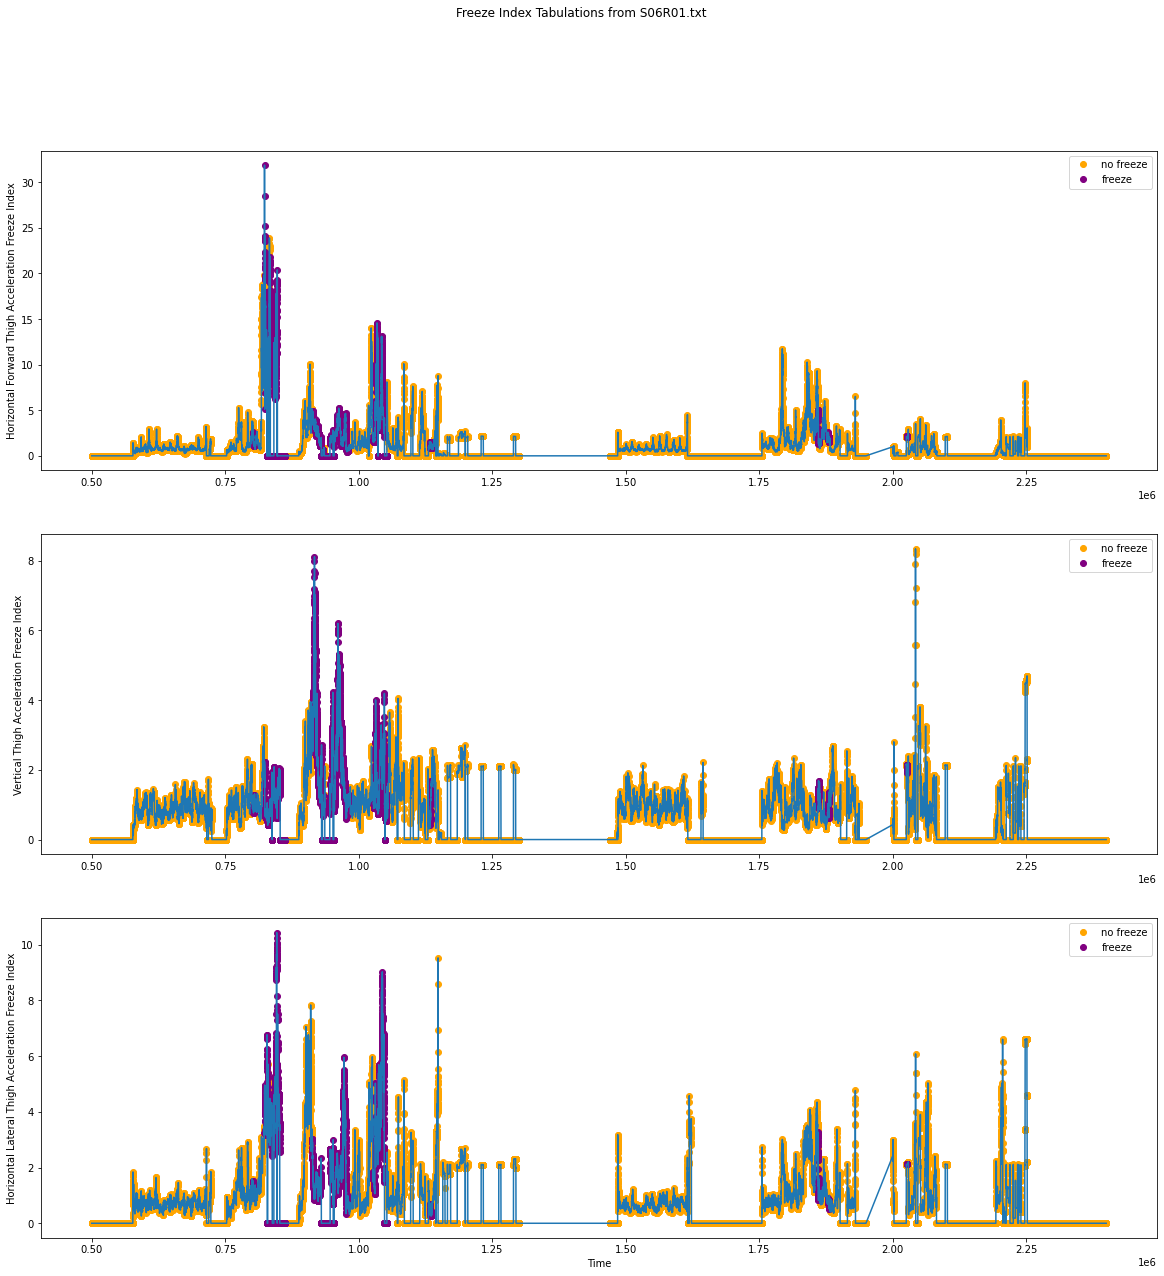 Freeze Index Tabulations from S06R01.txt
Horizontal Forward Thigh Acceleration Freeze Index
30
25
20
15
10
5
0
no freeze
freeze
0.50 0.75 1.00 1.25 1.50 1.75 2.00 2.25
1e6
Vertical Thigh Acceleration Freeze Index
8
6
4
2
0
no freeze
freeze
0.50 0.75 1.00 1.25 1.50 1.75 2.00 2.25
1e6
Horizontal Lateral Thigh Acceleration Freeze Index
10
8
6
4
2
0
no freeze
freeze
0.50 0.75 1.00 1.25 1.50 1.75 2.00 2.25
1e6
Time